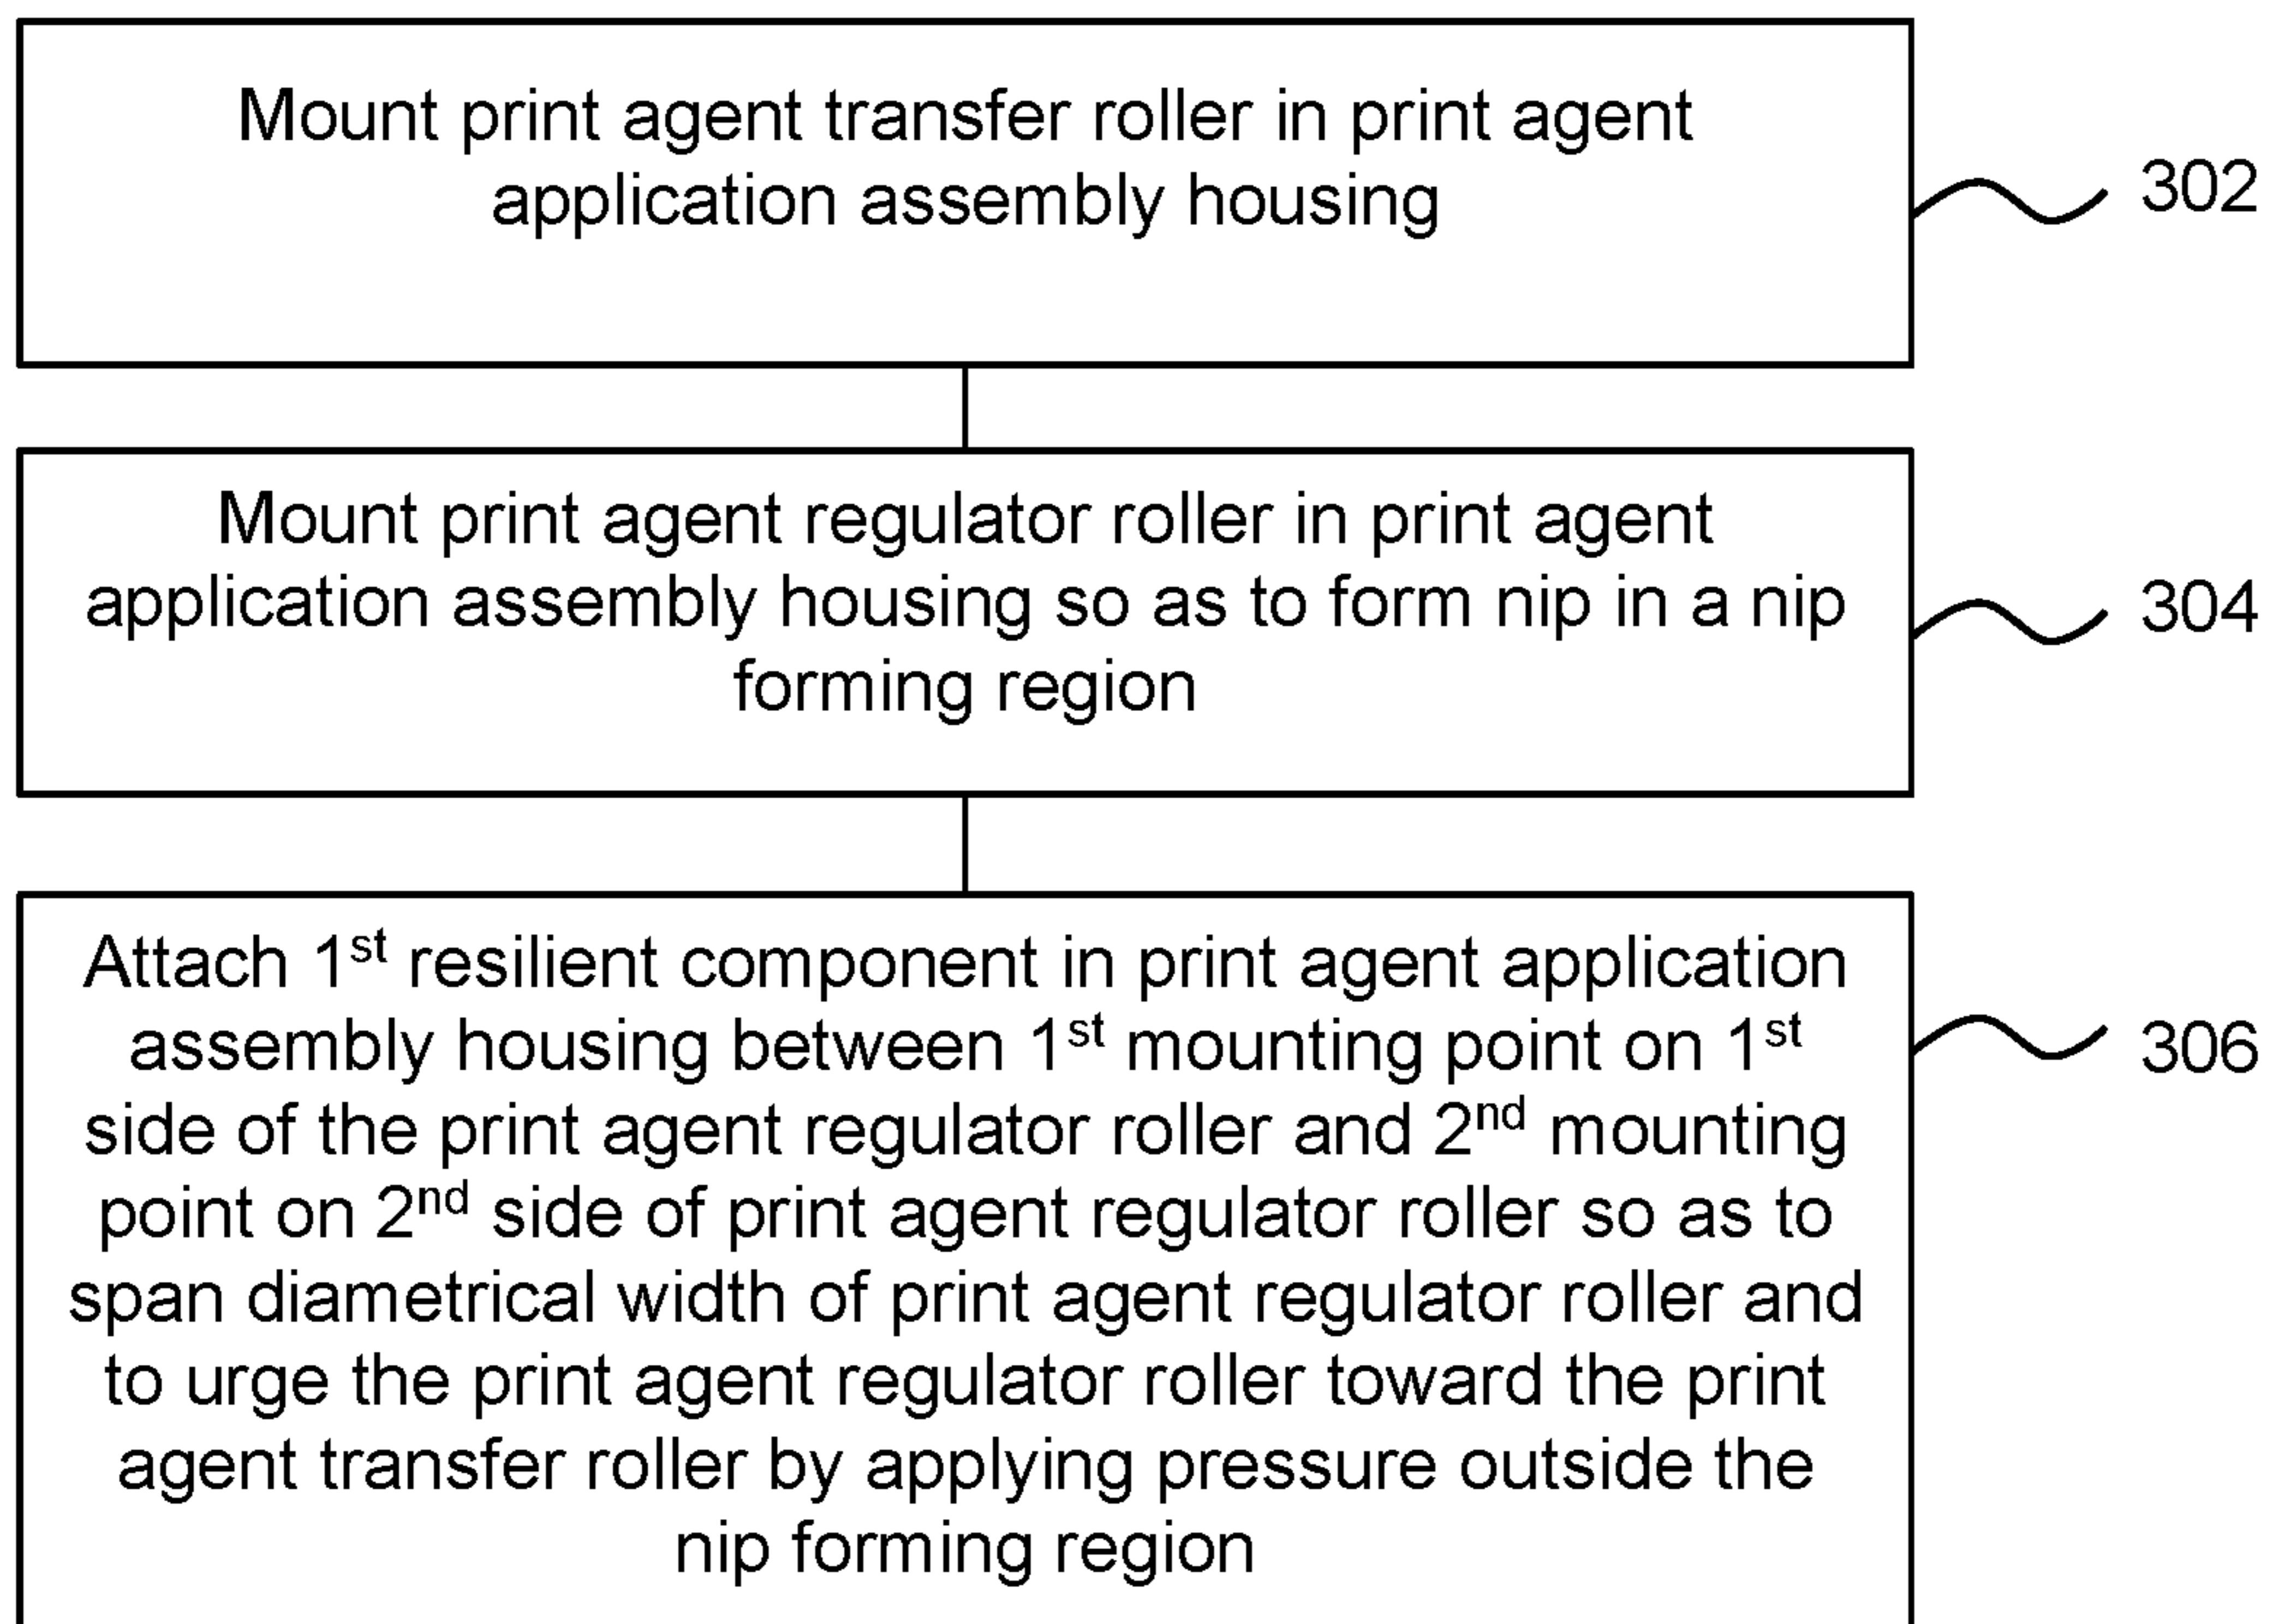 Mount print agent transfer roller in print agent
application assembly housing
302
Mount print agent regulator roller in print agent
application assembly housing so as to form nip in a nip
forming region
304
Attach 1st resilient component in print agent application
assembly housing between 1st mounting point on 1st
side of the print agent regulator roller and 2nd mounting
point on 2nd side of print agent regulator roller so as to
span diametrical width of print agent regulator roller and
to urge the print agent regulator roller toward the print
agent transfer roller by applying pressure outside the
nip forming region
306